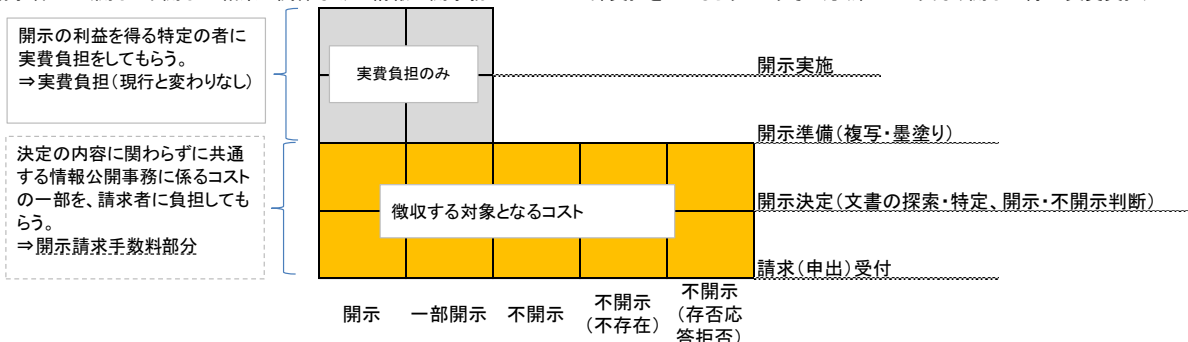 開示の利益を得る特定の者に
実費負担をしてもらう。
⇒実費負担(現行と変わりなし)
実費負担のみ
開示実施
開示準備(複写・墨塗り)
決定の内容に関わらずに共通
する情報公開事務に係るコスト
の一部を、請求者に負担しても
らう。
⇒開示請求手数料部分
徴収する対象となるコスト
開示決定(文書の探索・特定、開示・不開示判断)
請求(申出)受付
開示
一部開示
不開示
不開示
(不存在)
不開示
(存否応
答拒否)